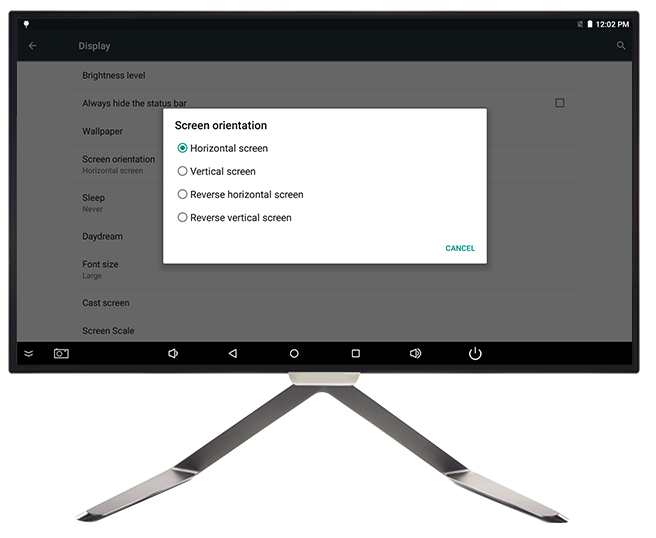 12:02 PM
Display
Brightness level
Always hide the status bar
Wallpaper
Screen orientation
Horizontal screen
Sleep
Never
Daydream
Font size
Large
Cast screen
Screen Scale
Screen orientation
Horizontal screen
Vertical screen
Reverse horizontal screen
Reverse vertical screen
CANCEL